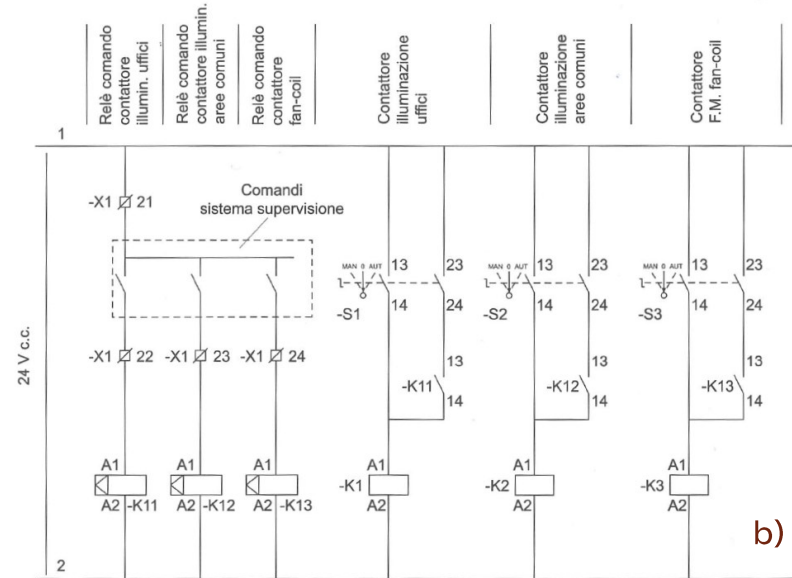 Relè comando
contattore
illumin. uffici
Relè comando
contattore illumin.
aree comuni
Relè comando
contattore
fan-coil
Contattore
illuminazione
uffici
Contattore
illuminazione
aree comuni
Contattore
F.M. fan-coil
1
-X1 21
Comandi
sistema supervisione
MAN 0 AUT 13 23
-S1 14 24
MAN 0 AUT 13 23
-S2 14 24
MAN 0 AUT 13 23
-S3 14 24
-X1 22 -X1 23 -X1 24
13
-K11 14
13
-K12 14
13
-K13 14
24 V c.c.
A1 A1 A1 A1 A1 A1
-K1 -K2 -K3
A2 -K11 A2 -K12 A2 -K13 A2 A2 A2
b)
2